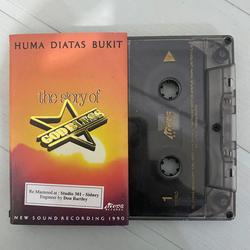 HUMA DIATAS BUKIT
the story of
GOD BLESS
Re Mastered at : Studio 301 - Sidney
Engineer by Don Bartley
NEW SOUND RECORDING 1990
1